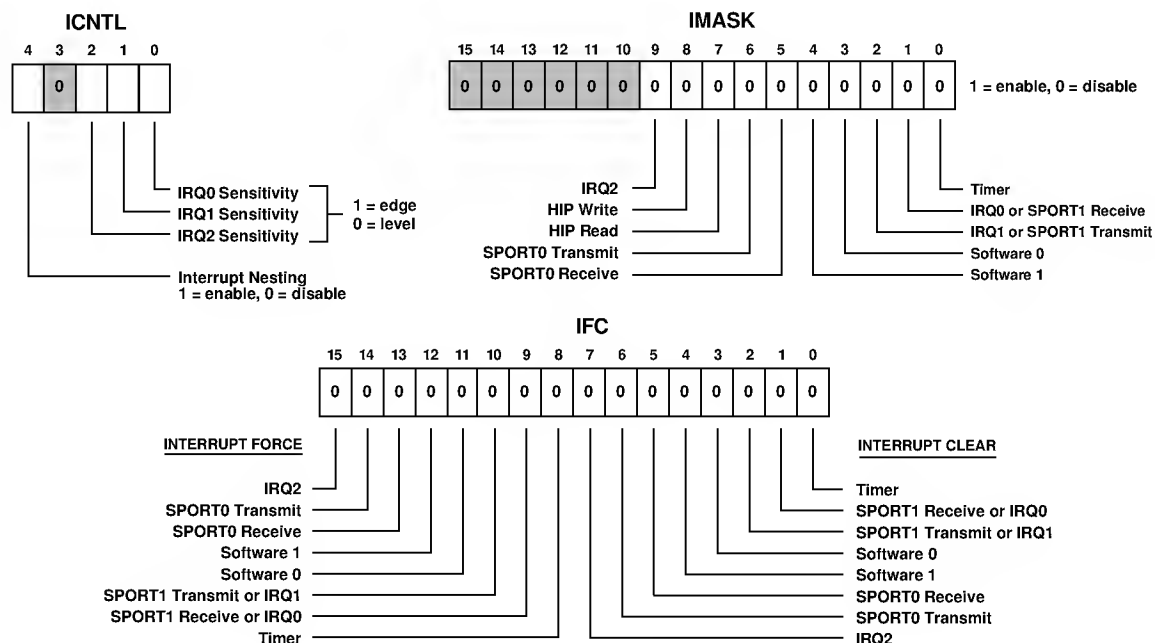 ICNTL
4 3 2 1 0
0
IRQ0 Sensitivity
IRQ1 Sensitivity
IRQ2 Sensitivity
1 = edge
0 = level
Interrupt Nesting
1 = enable, 0 = disable
IMASK
15 14 13 12 11 10 9 8 7 6 5 4 3 2 1 0
0 0 0 0 0 0 0 0 0 0 0 0 0 0 0 0
1 = enable, 0 = disable
IRQ2
HIP Write
HIP Read
SPORT0 Transmit
SPORT0 Receive
Timer
IRQ0 or SPORT1 Receive
IRQ1 or SPORT1 Transmit
Software 0
Software 1
IFC
15 14 13 12 11 10 9 8 7 6 5 4 3 2 1 0
0 0 0 0 0 0 0 0 0 0 0 0 0 0 0 0
INTERRUPT FORCE
IRQ2
SPORT0 Transmit
SPORT0 Receive
Software 1
Software 0
SPORT1 Transmit or IRQ1
SPORT1 Receive or IRQ0
Timer
INTERRUPT CLEAR
Timer
SPORT1 Receive or IRQ0
SPORT1 Transmit or IRQ1
Software 0
Software 1
SPORT0 Receive
SPORT0 Transmit
IRQ2